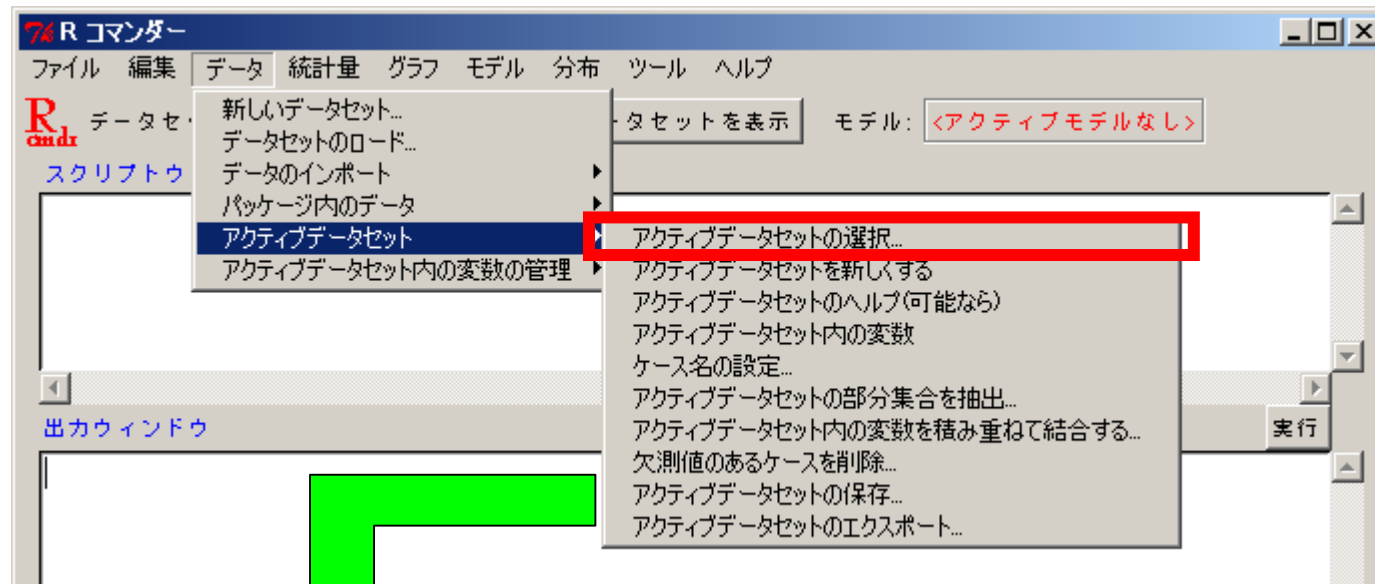 R コマンダー
ファイル 編集 データ 統計量 グラフ モデル 分布 ツール ヘルプ
R cmdr データセ タセットを表示 モデル: <アクティブモデルなし>
新しいデータセット...
データセットのロード...
データのインポート
パッケージ内のデータ
アクティブデータセット
アクティブデータセット内の変数の管理
アクティブデータセットの選択...
アクティブデータセットを新しくする
アクティブデータセットのヘルプ(可能なら)
アクティブデータセット内の変数
ケース名の設定...
アクティブデータセットの部分集合を抽出...
アクティブデータセット内の変数を積み重ねて結合する...
欠測値のあるケースを削除...
アクティブデータセットの保存...
アクティブデータセットのエクスポート...
スクリプトウ
出力ウィンドウ
実行